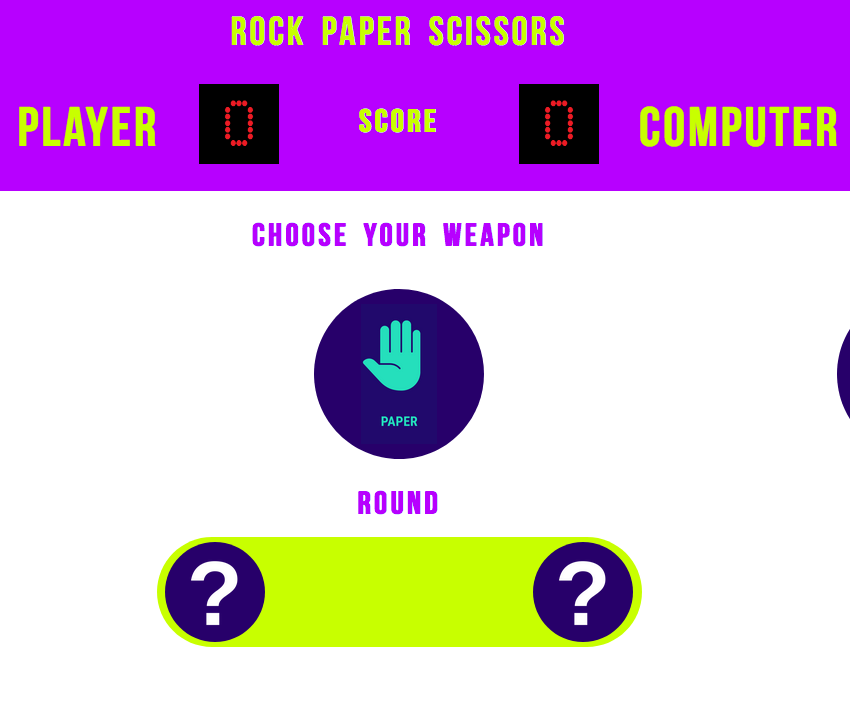 ROCK PAPER SCISSORS
PLAYER 0 SCORE 0 COMPUTER
CHOOSE YOUR WEAPON
PAPER
ROUND
? ?